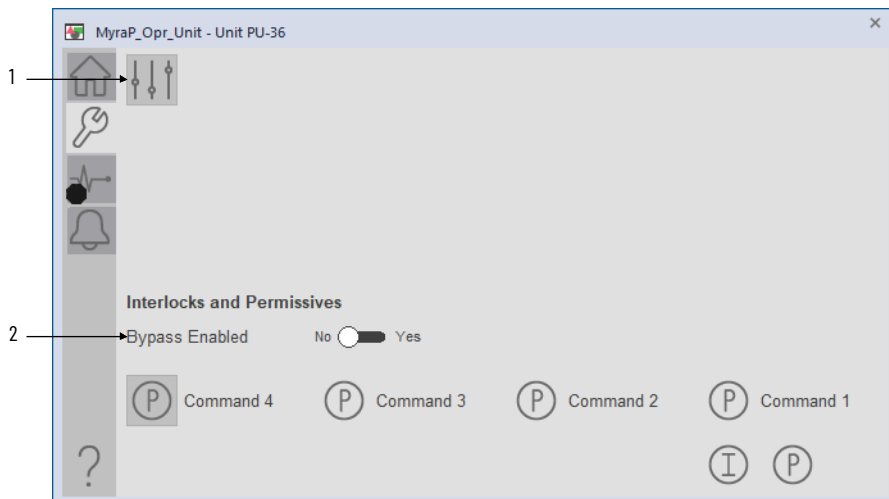 MyraP_Opr_Unit - Unit PU-36
1
Interlocks and Permissives
2
Bypass Enabled No Yes
P Command 4 P Command 3 P Command 2 P Command 1
I P
?